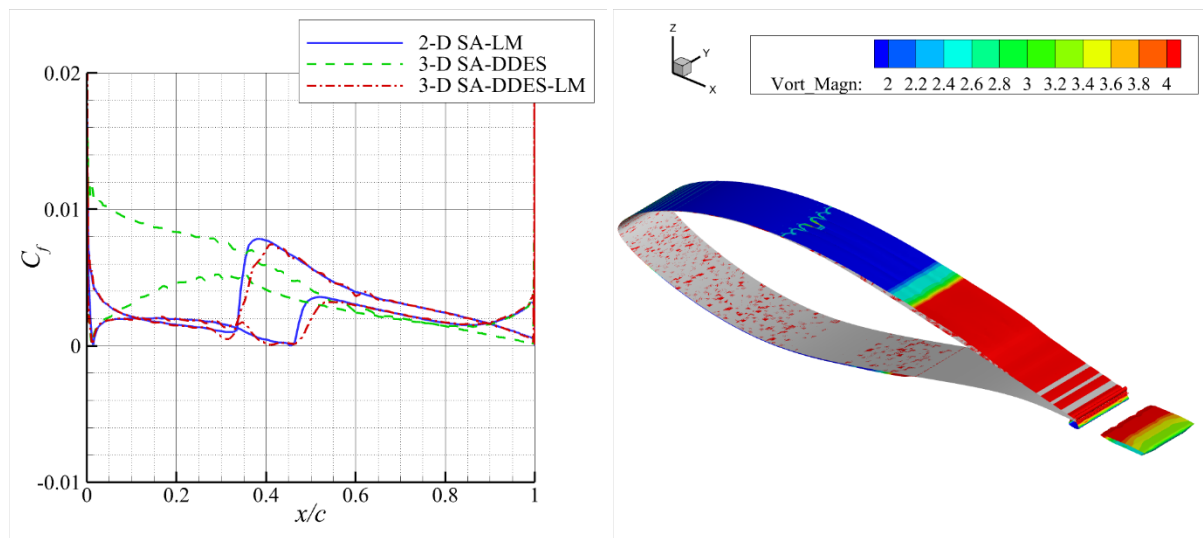 2-D SA-LM
3-D SA-DDES
3-D SA-DDES-LM
0.02
0.01
0
-0.01
C_f
0 0.2 0.4 0.6 0.8 1
x/c
Z
Y
X
Vort_Magn: 2 2.2 2.4 2.6 2.8 3 3.2 3.4 3.6 3.8 4